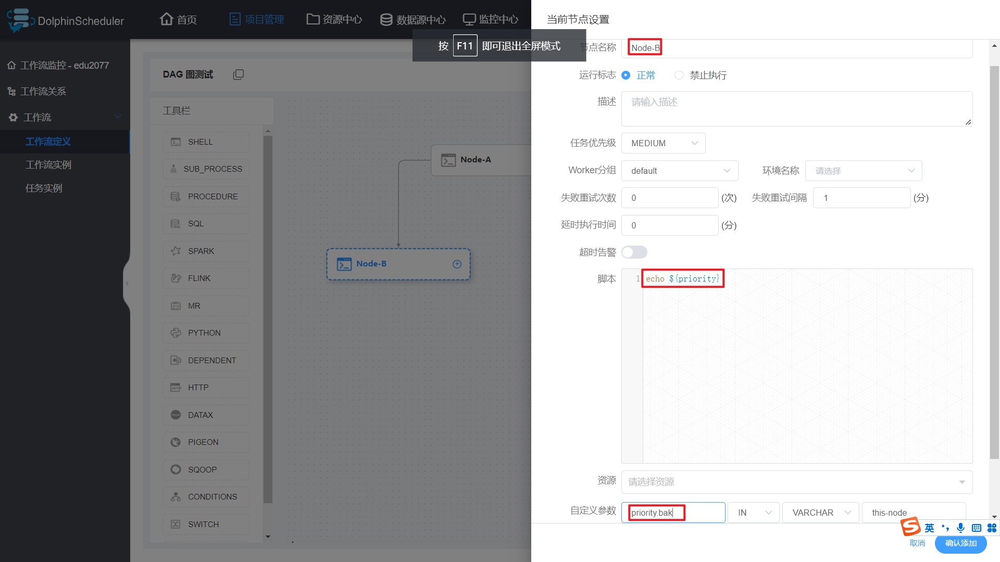 DolphinScheduler
首页
项目管理
资源中心
数据源中心
监控中心
当前节点设置
按 F11 即可退出全屏模式
工作流监控 - edu2077
工作流关系
工作流
工作流定义
工作流实例
任务实例
DAG 图测试
工具栏
SHELL
SUB_PROCESS
PROCEDURE
SQL
SPARK
FLINK
MR
PYTHON
DEPENDENT
HTTP
DATAX
PIGEON
SQOOP
CONDITIONS
SWITCH
Node-A
Node-B
节点名称 Node-B
运行标志 正常 禁止执行
描述 请输入描述
任务优先级 MEDIUM
Worker分组 default 环境名称 请选择
失败重试次数 0 (次) 失败重试间隔 1 (分)
延时执行时间 0 (分)
超时告警
脚本 1 echo ${priority}
资源 请选择资源
自定义参数 priority.bak IN VARCHAR this-node
英
取消 确认添加